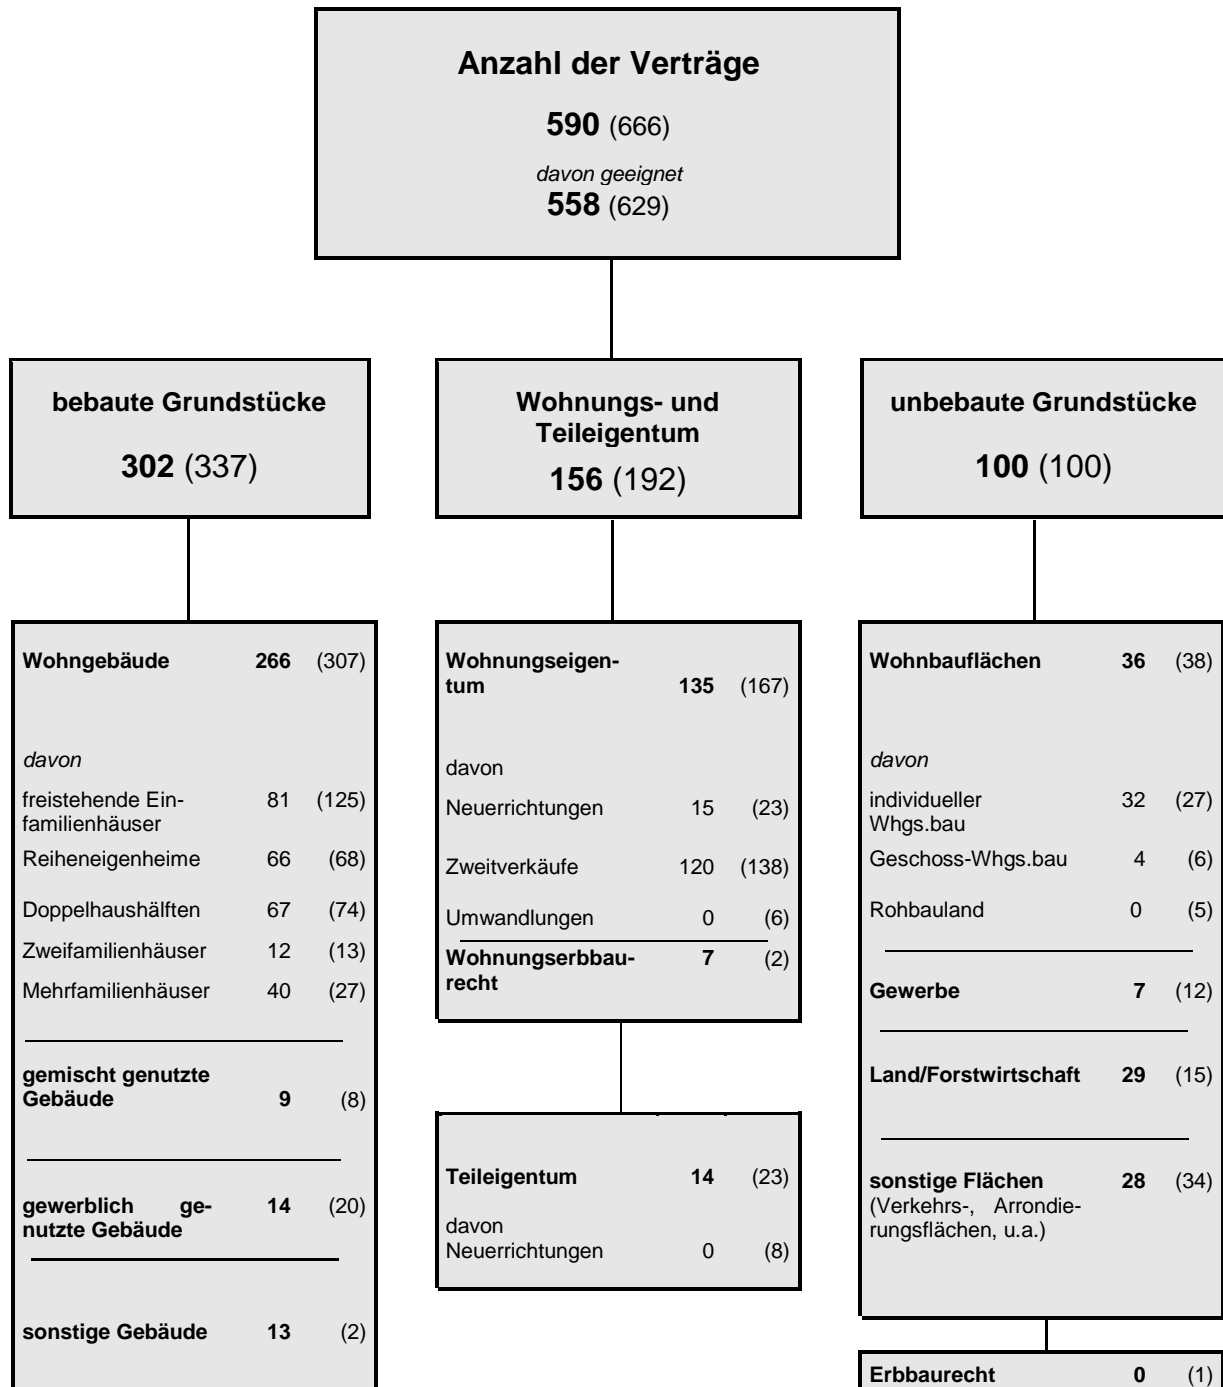 Anzahl der Verträge
590 (666)
davon geeignet
558 (629)
bebaute Grundstücke
302 (337)
Wohnungs- und
Teileigentum
156 (192)
unbebaute Grundstücke
100 (100)
Wohngebäude 266 (307)
davon
freistehende Ein-
familienhäuser 81 (125)
Reiheneigenheime 66 (68)
Doppelhaushälften 67 (74)
Zweifamilienhäuser 12 (13)
Mehrfamilienhäuser 40 (27)
gemischt genutzte
Gebäude 9 (8)
gewerblich ge- 14 (20)
nutzte Gebäude
sonstige Gebäude 13 (2)
Wohnungseigen-
tum 135 (167)
davon
Neuerrichtungen 15 (23)
Zweitverkäufe 120 (138)
Umwandlungen 0 (6)
Wohnungserbbau- 7 (2)
recht
Teileigentum 14 (23)
davon
Neuerrichtungen 0 (8)
Wohnbauflächen 36 (38)
davon
individueller 32 (27)
Whgs.bau
Geschoss-Whgs.bau 4 (6)
Rohbauland 0 (5)
Gewerbe 7 (12)
Land/Forstwirtschaft 29 (15)
sonstige Flächen 28 (34)
(Verkehrs-, Arrondie-
rungsflächen, u.a.)
Erbbaurecht 0 (1)